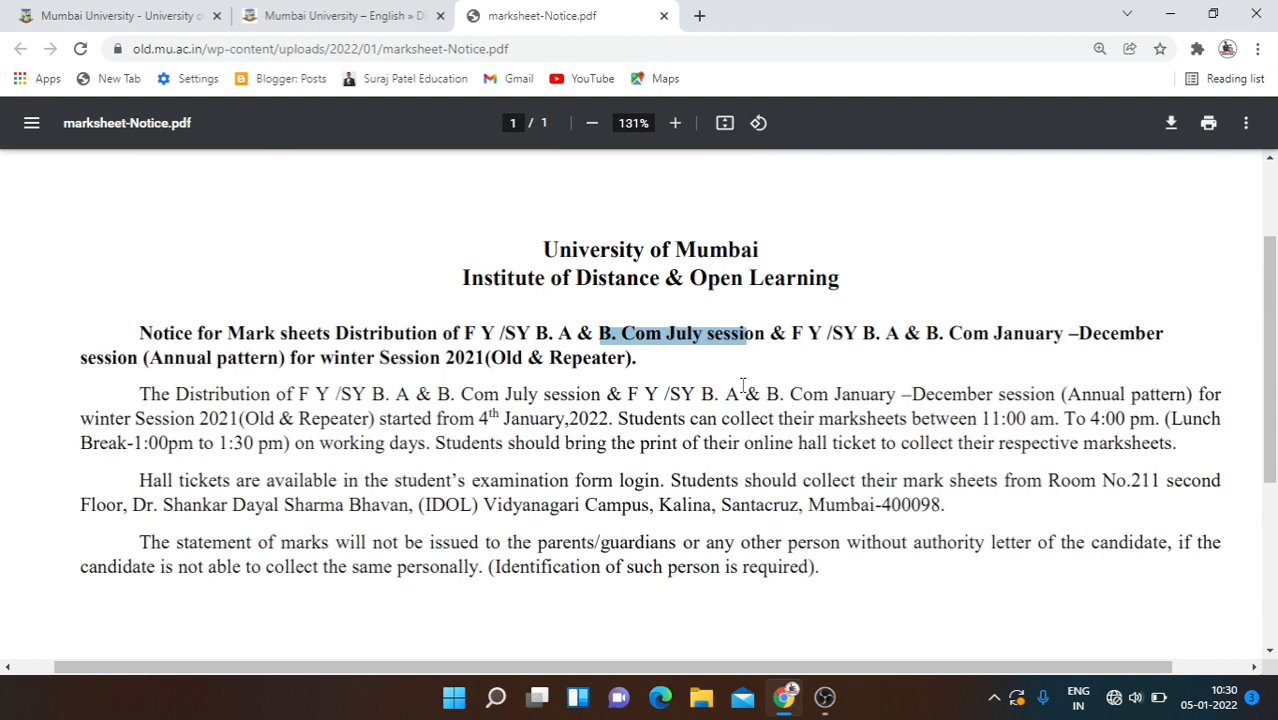 Mumbai University - University of
Mumbai University – English » Di
marksheet-Notice.pdf
old.mu.ac.in/wp-content/uploads/2022/01/marksheet-Notice.pdf
Apps New Tab Settings Blogger: Posts Suraj Patel Education Gmail YouTube Maps Reading list
marksheet-Notice.pdf 1 / 1 131%
University of Mumbai
Institute of Distance & Open Learning
Notice for Mark sheets Distribution of F Y /SY B. A & B. Com July session & F Y /SY B. A & B. Com January –December
session (Annual pattern) for winter Session 2021(Old & Repeater).
The Distribution of F Y /SY B. A & B. Com July session & F Y /SY B. A & B. Com January –December session (Annual pattern) for
winter Session 2021(Old & Repeater) started from 4th January,2022. Students can collect their marksheets between 11:00 am. To 4:00 pm. (Lunch
Break-1:00pm to 1:30 pm) on working days. Students should bring the print of their online hall ticket to collect their respective marksheets.
Hall tickets are available in the student’s examination form login. Students should collect their mark sheets from Room No.211 second
Floor, Dr. Shankar Dayal Sharma Bhavan, (IDOL) Vidyanagari Campus, Kalina, Santacruz, Mumbai-400098.
The statement of marks will not be issued to the parents/guardians or any other person without authority letter of the candidate, if the
candidate is not able to collect the same personally. (Identification of such person is required).
ENG
IN
10:30
05-01-2022
3